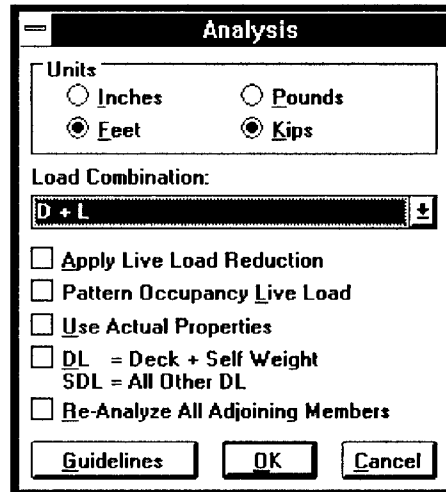 Analysis
Units
Inches Pounds
Feet Kips
Load Combination:
D + L
Apply Live Load Reduction
Pattern Occupancy Live Load
Use Actual Properties
DL = Deck + Self Weight
SDL = All Other DL
Re-Analyze All Adjoining Members
Guidelines OK Cancel